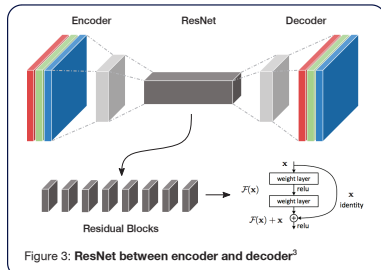 Encoder
ResNet
Decoder
Residual Blocks
x
weight layer
F(x)
relu
weight layer
x
identity
F(x) + x
relu
Figure 3: ResNet between encoder and decoder³